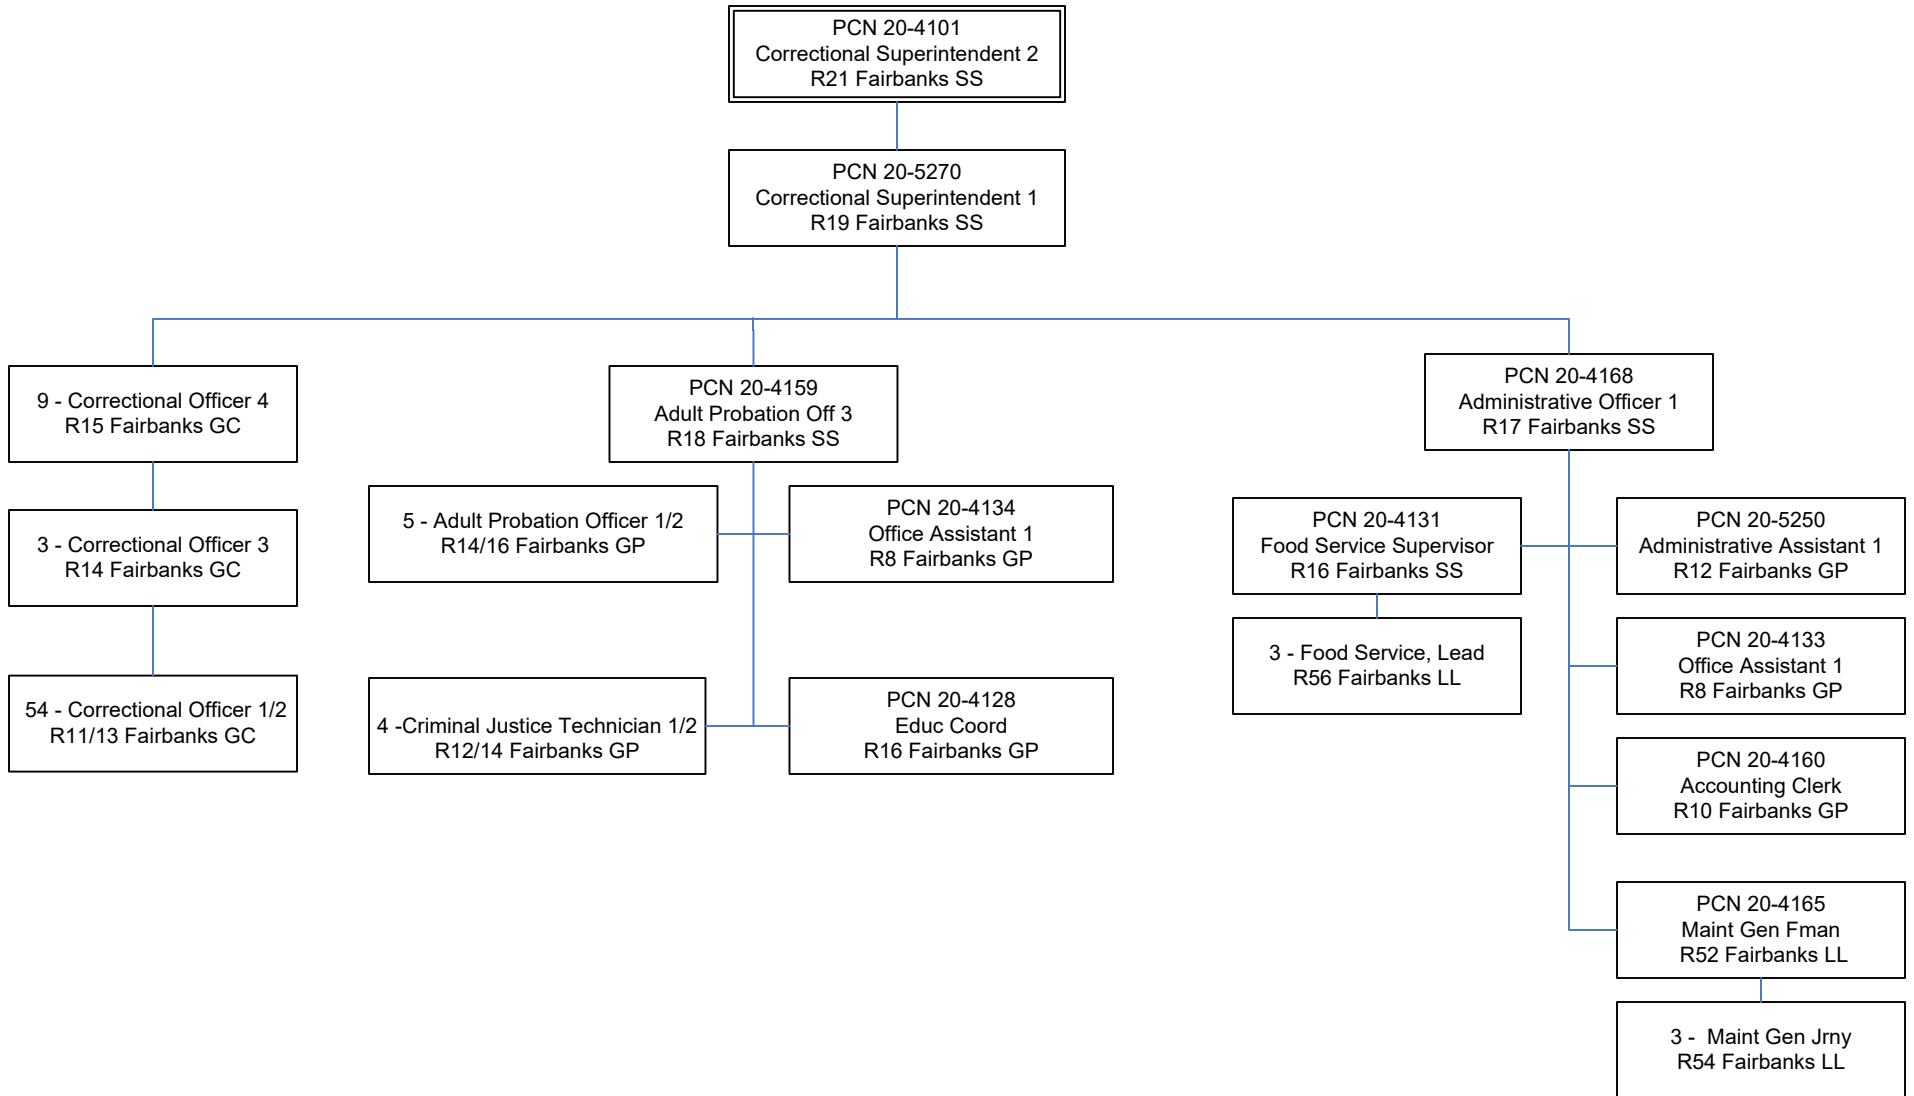 PCN 20-4101
Correctional Superintendent 2
R21 Fairbanks SS
PCN 20-5270
Correctional Superintendent 1
R19 Fairbanks SS
9 - Correctional Officer 4
R15 Fairbanks GC
3 - Correctional Officer 3
R14 Fairbanks GC
54 - Correctional Officer 1/2
R11/13 Fairbanks GC
PCN 20-4159
Adult Probation Off 3
R18 Fairbanks SS
5 - Adult Probation Officer 1/2
R14/16 Fairbanks GP
PCN 20-4134
Office Assistant 1
R8 Fairbanks GP
4 -Criminal Justice Technician 1/2
R12/14 Fairbanks GP
PCN 20-4128
Educ Coord
R16 Fairbanks GP
PCN 20-4168
Administrative Officer 1
R17 Fairbanks SS
PCN 20-4131
Food Service Supervisor
R16 Fairbanks SS
3 - Food Service, Lead
R56 Fairbanks LL
PCN 20-5250
Administrative Assistant 1
R12 Fairbanks GP
PCN 20-4133
Office Assistant 1
R8 Fairbanks GP
PCN 20-4160
Accounting Clerk
R10 Fairbanks GP
PCN 20-4165
Maint Gen Fman
R52 Fairbanks LL
3 -  Maint Gen Jrny
R54 Fairbanks LL